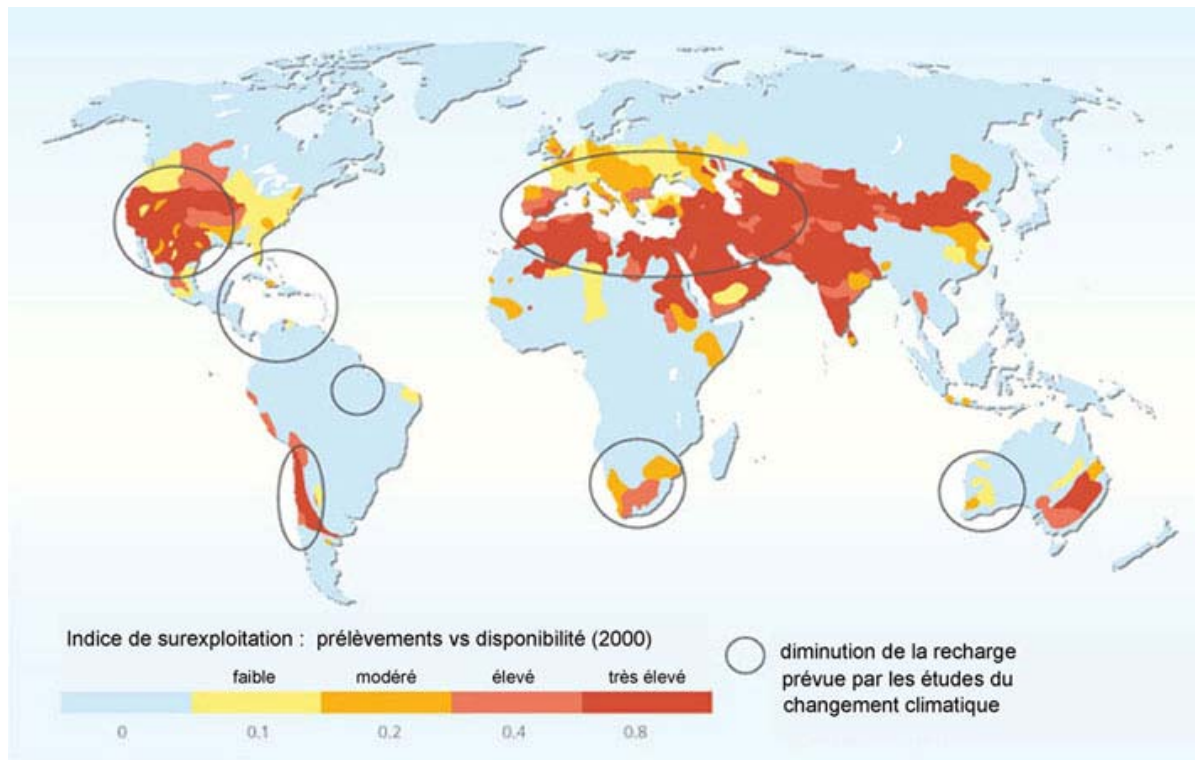 Indice de surexploitation : prélèvements vs disponibilité (2000)
faible modéré élevé très élevé
0 0.1 0.2 0.4 0.8
diminution de la recharge
prévue par les études du
changement climatique